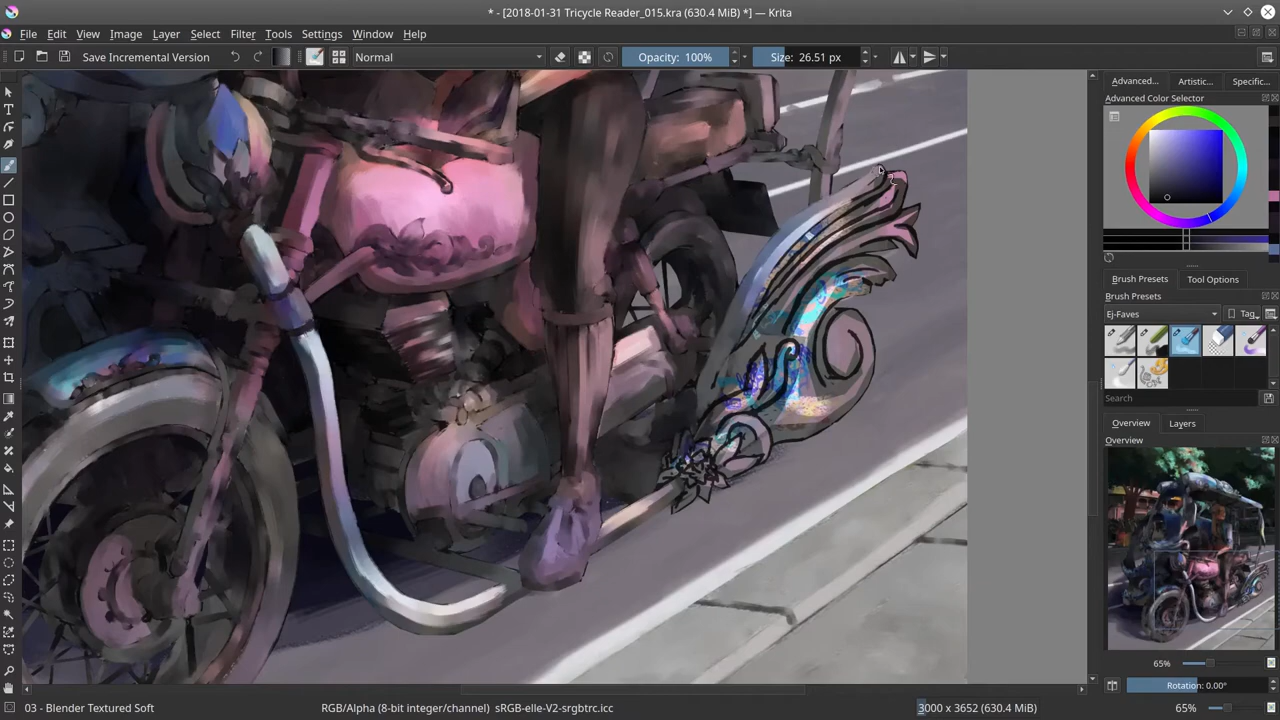 * - [2018-01-31 Tricycle Reader_015.kra (630.4 MiB) *] — Krita
File Edit View Image Layer Select Filter Tools Settings Window Help
Save Incremental Version Normal Opacity: 100% Size: 26.51 px
Advanced... Artistic... Specific...
Advanced Color Selector
Brush Presets Tool Options
Brush Presets
Ej-Faves Tag
Search
Overview Layers
Overview
65%
Rotation: 0.00°
03 - Blender Textured Soft RGB/Alpha (8-bit integer/channel) sRGB-elle-V2-srgbtrc.icc 3000 x 3652 (630.4 MiB) 65%